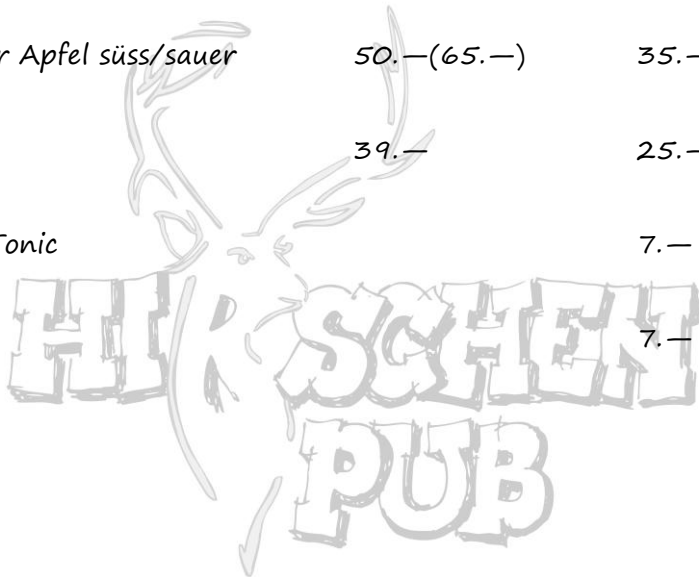 r Apfel süss/sauer 50.—(65.—) 35.—
39.— 25.—
Tonic 7.—
7.—
HIRSCHEN
PUB